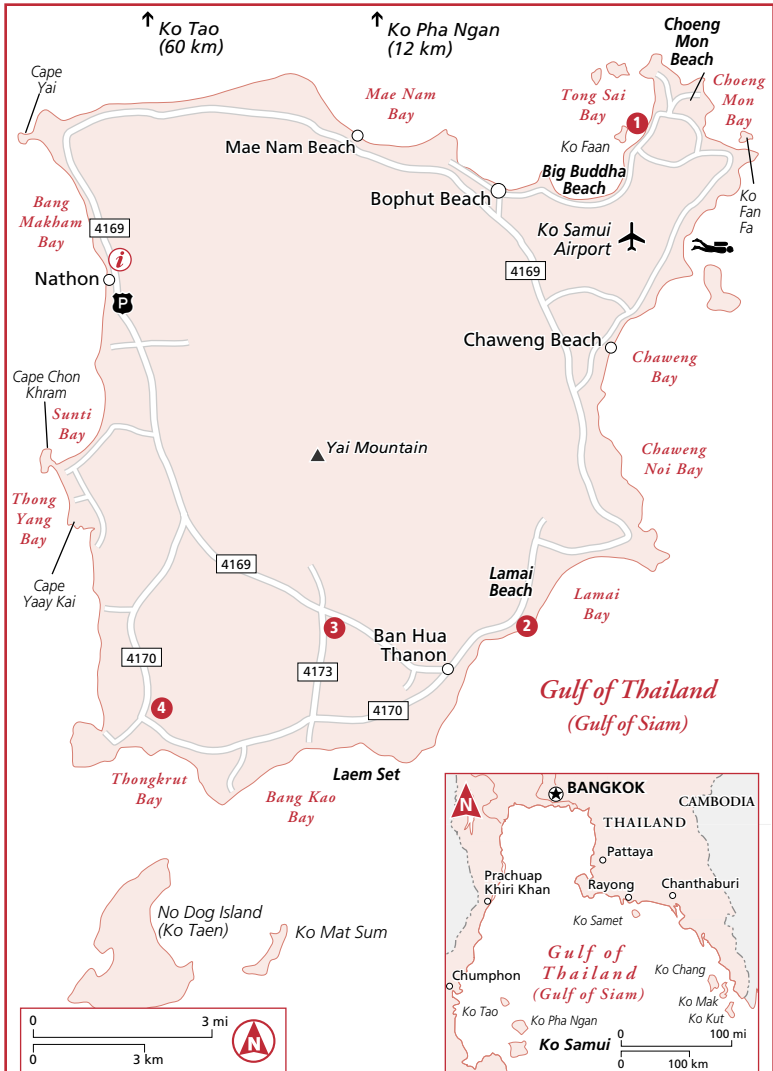 Ko Tao
(60 km)
Ko Pha Ngan
(12 km)
Choeng
Mon
Beach
Cape
Yai
Mae Nam
Bay
Tong Sai
Bay
Choeng
Mon
Bay
1
Mae Nam Beach
Ko Faan
Big Buddha
Beach
Bophut Beach
Ko
Fan
Fa
Bang
Makham
Bay
4169
Ko Samui
Airport
i
Nathon
P
4169
Chaweng Beach
Chaweng
Bay
Cape Chon
Khram
Sunti
Bay
Yai Mountain
Chaweng
Noi Bay
Thong
Yang
Bay
4169
Cape
Yaay Kai
Lamai
Beach
Lamai
Bay
2
3
Ban Hua
Thanon
4170
4173
4170
4
Gulf of Thailand
(Gulf of Siam)
Thongkrut
Bay
Laem Set
Bang Kao
Bay
No Dog Island
(Ko Taen)
Ko Mat Sum
0
3 mi
0
3 km
N
N
BANGKOK
CAMBODIA
THAILAND
Pattaya
Prachuap
Khiri Khan
Rayong
Chanthaburi
Ko Samet
Gulf of
Thailand
(Gulf of Siam)
Chumphon
Ko Chang
Ko Mak
Ko Kut
Ko Tao
Ko Pha Ngan
Ko Samui
0
100 mi
0
100 km